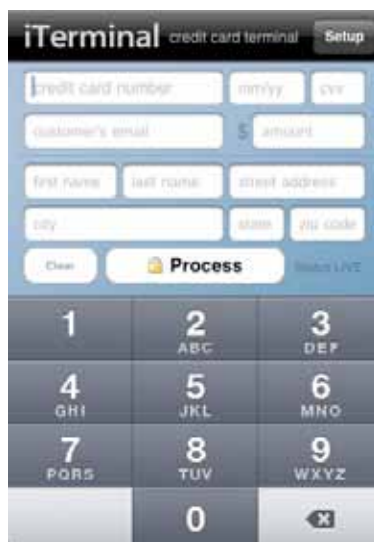 iTerminal credit card terminal Setup
credit card number mm/yy cvv
customer's email $ amount
first name last name street address
city state zip code
Clear Process Status LIVE
1 2 3
ABC DEF
4 5 6
GHI JKL MNO
7 8 9
PQRS TUV WXYZ
0